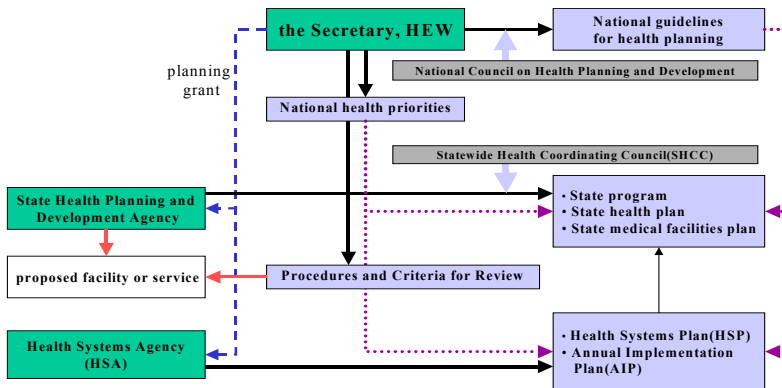 the Secretary, HEW
National guidelines
for health planning
planning
grant
National Council on Health Planning and Development
National health priorities
Statewide Health Coordinating Council(SHCC)
State Health Planning and
Development Agency
• State program
• State health plan
• State medical facilities plan
proposed facility or service
Procedures and Criteria for Review
Health Systems Agency
(HSA)
• Health Systems Plan(HSP)
• Annual Implementation
Plan(AIP)